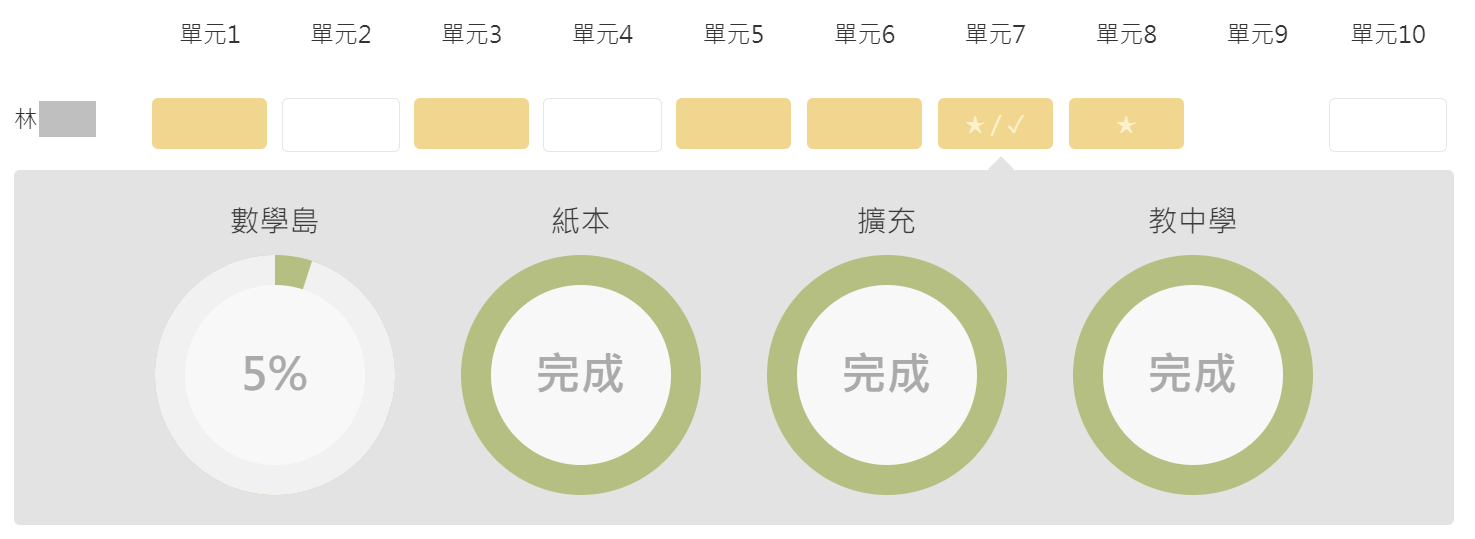 單元1 單元2 單元3 單元4 單元5 單元6 單元7 單元8 單元9 單元10
林
★/✓ ★
數學島 紙本 擴充 教中學
5% 完成 完成 完成